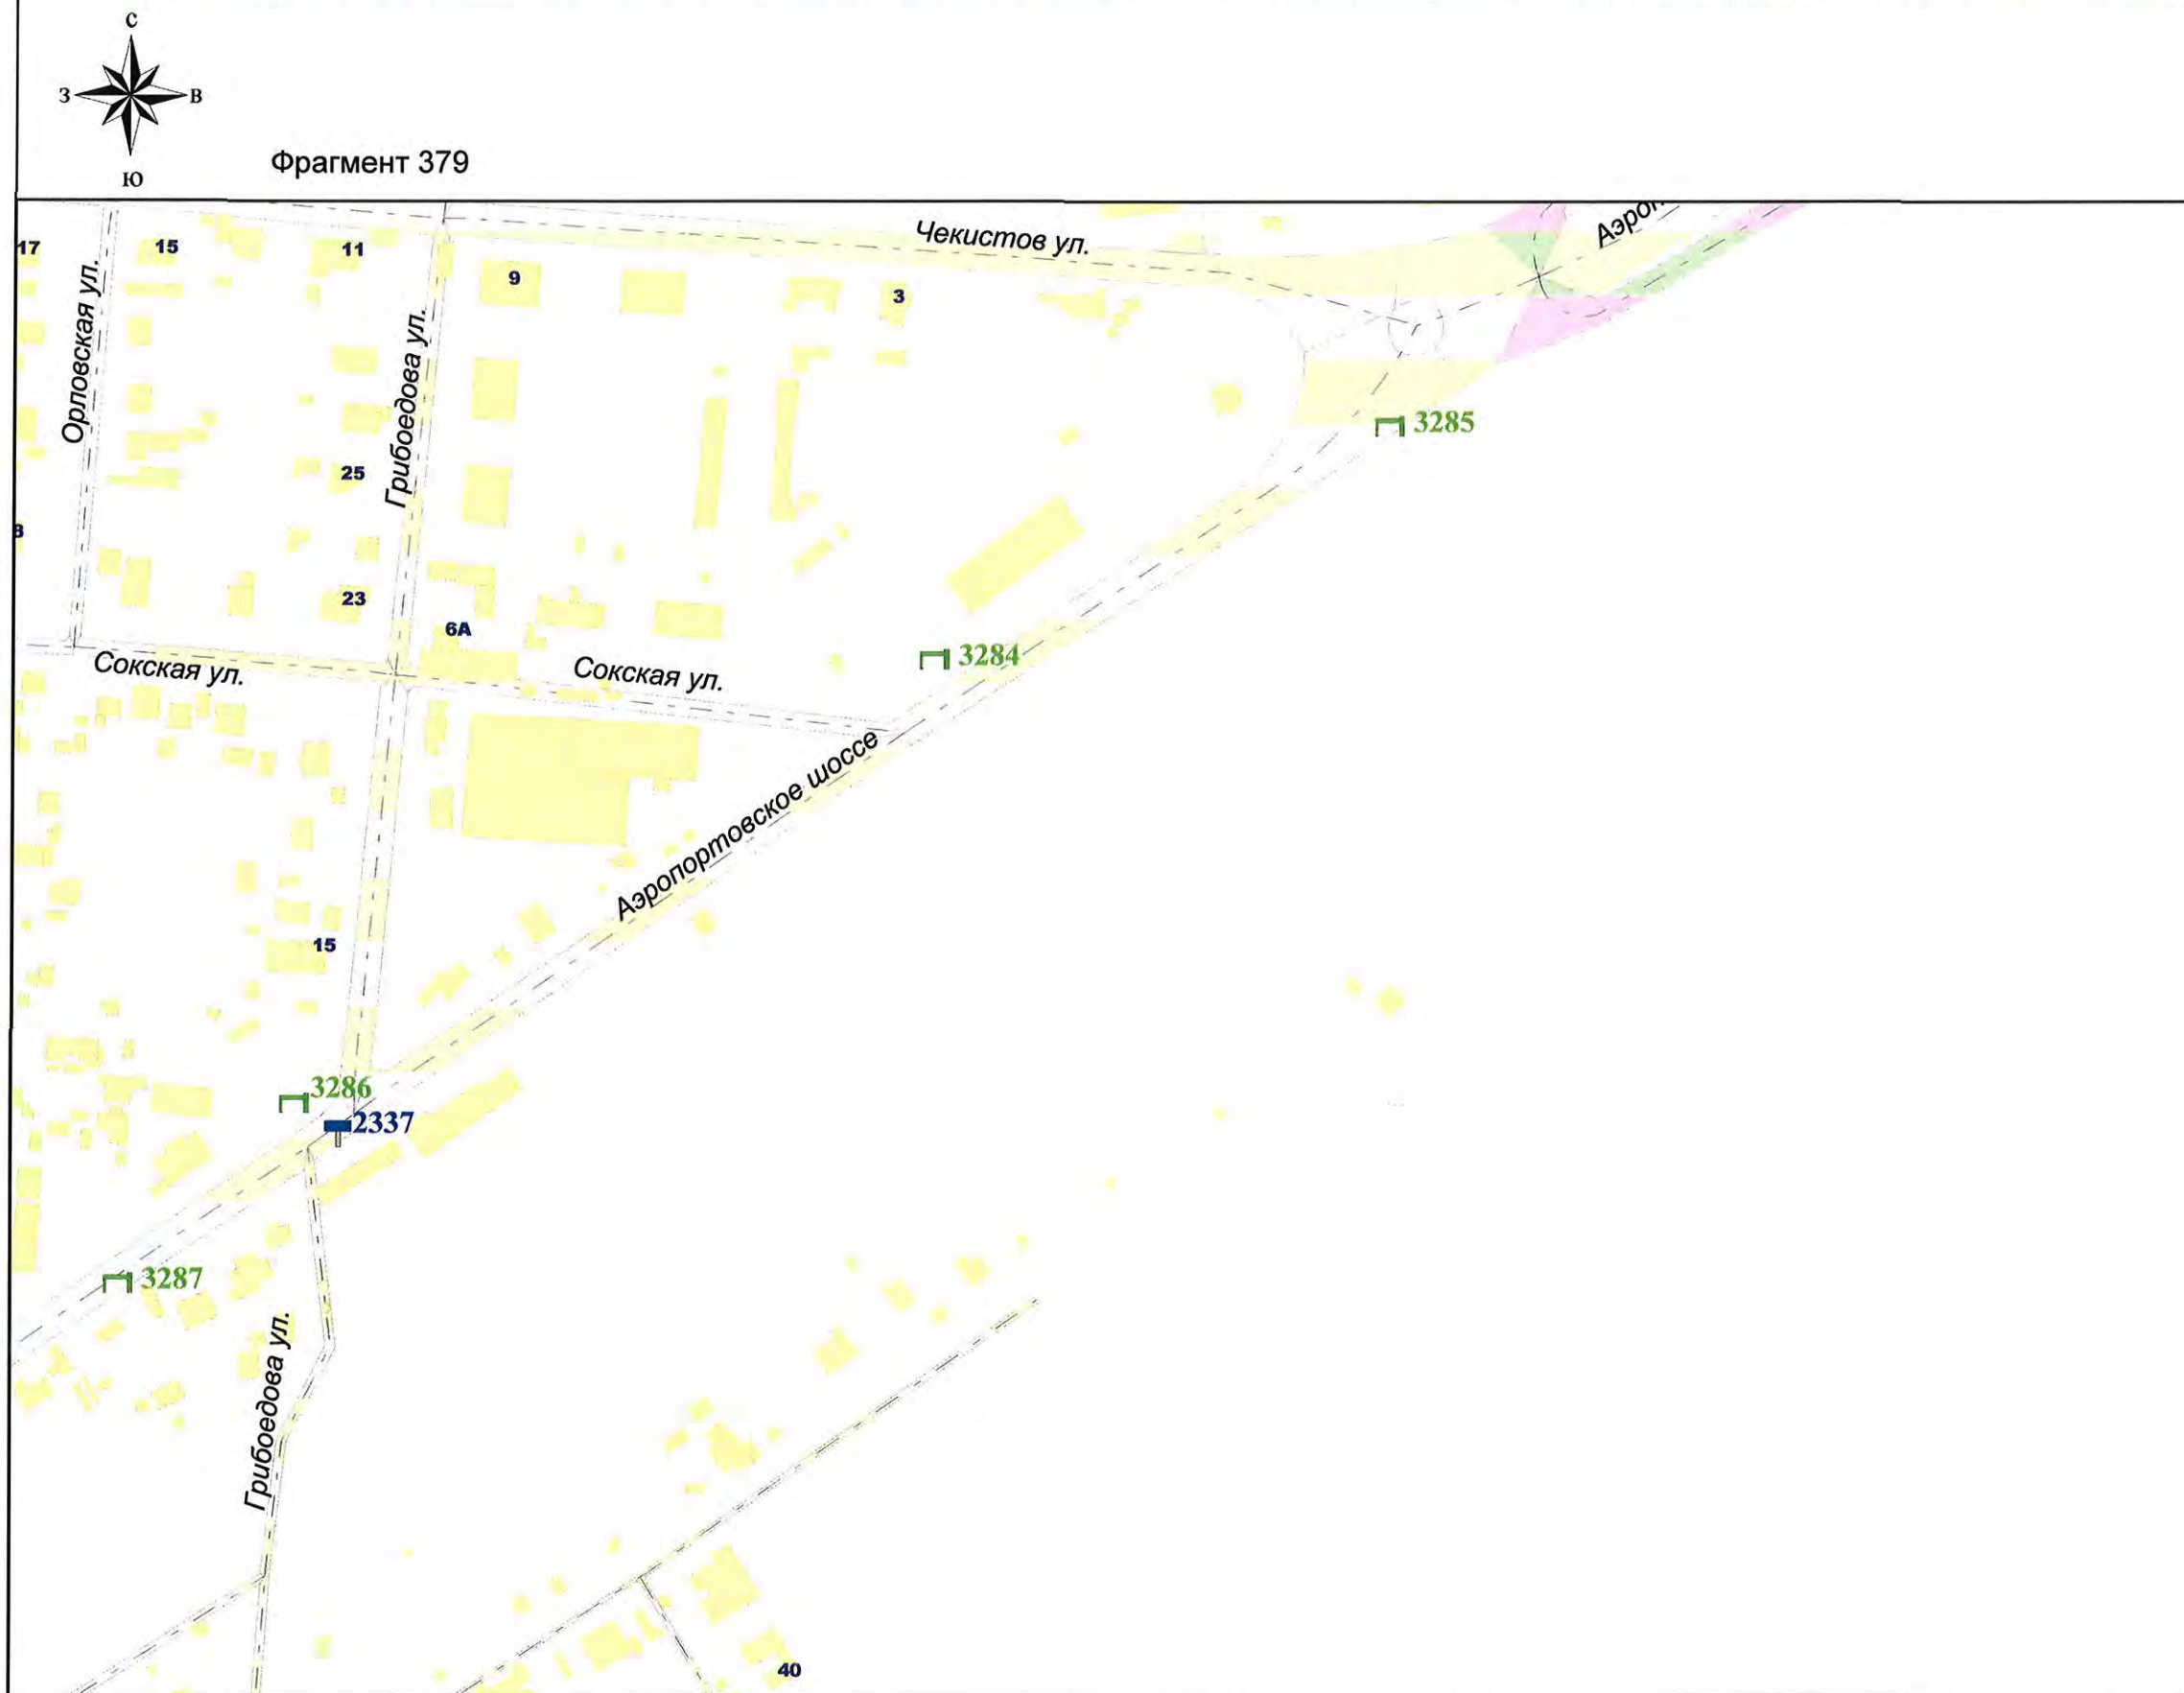 С
З
В
Ю
Фрагмент 379
Чекистов ул.
Аэроп
17
15
11
9
3
Орловская ул.
Грибоедова ул.
3285
25
23
6А
3284
Сокская ул.
Сокская ул.
Аэропортовское шоссе
15
3286
2337
3287
Грибоедова ул.
40